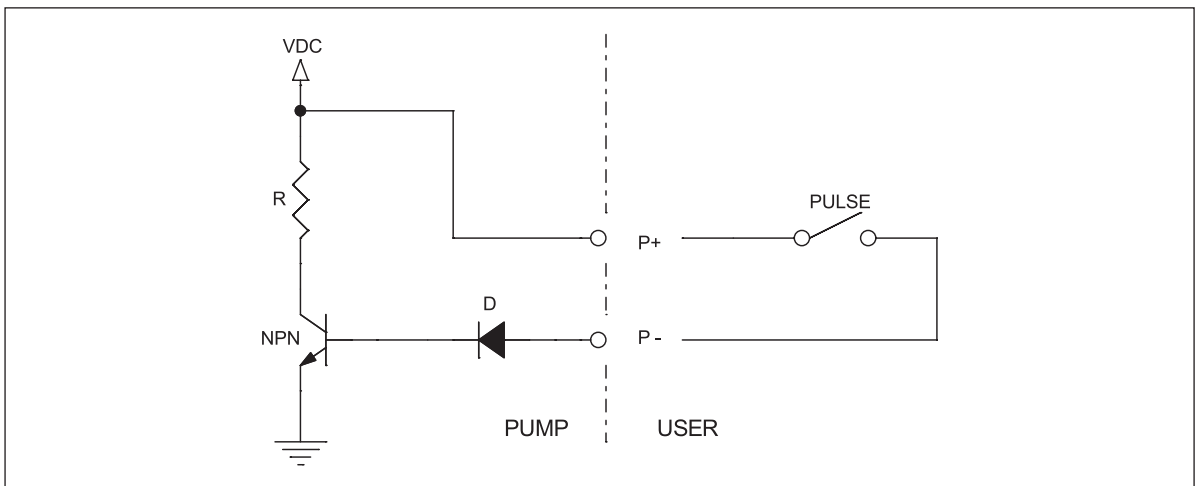 VDC
R
PULSE
P+
D
NPN
P -
PUMP
USER